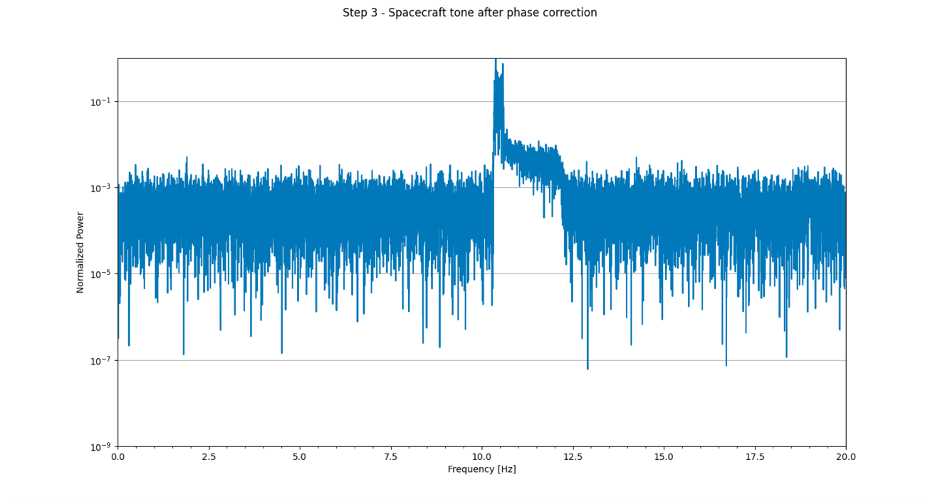 Step 3 - Spacecraft tone after phase correction
Normalized Power
10⁻¹
10⁻³
10⁻⁵
10⁻⁷
10⁻⁹
0.0 2.5 5.0 7.5 10.0 12.5 15.0 17.5 20.0
Frequency [Hz]